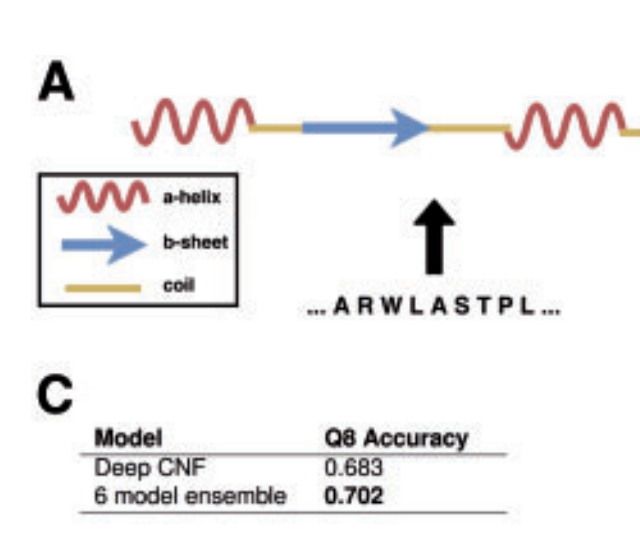 A
a-helix
b-sheet
coil
... A R W L A S T P L ...
C
Model Q8 Accuracy
Deep CNF 0.683
6 model ensemble 0.702